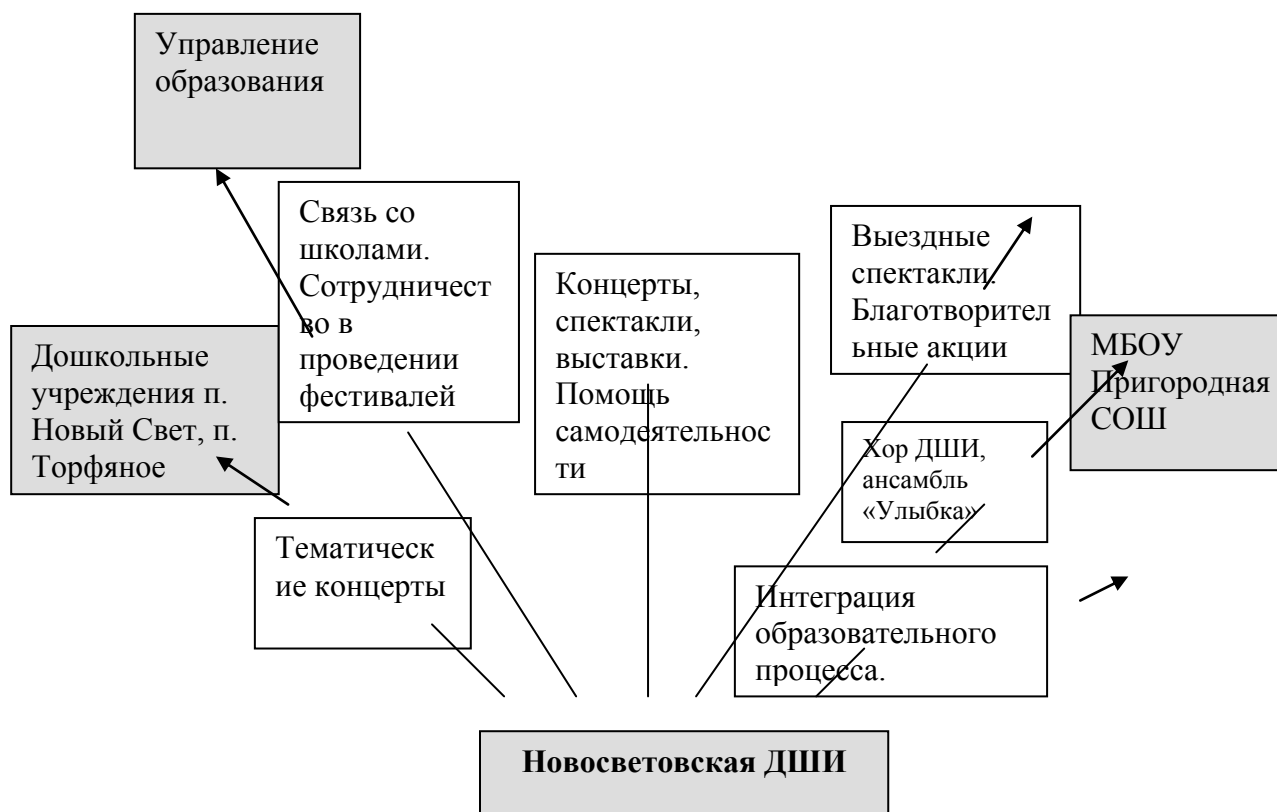 Управление
образования
Связь со
школами.
Сотрудничест
во в
проведении
фестивалей
Концерты,
спектакли,
выставки.
Помощь
самодеятельнос
ти
Выездные
спектакли.
Благотворител
ьные акции
Дошкольные
учреждения п.
Новый Свет, п.
Торфяное
МБОУ
Пригородная
СОШ
Хор ДШИ,
ансамбль
«Улыбка»
Тематическ
ие концерты
Интеграция
образовательного
процесса.
Новосветовская ДШИ